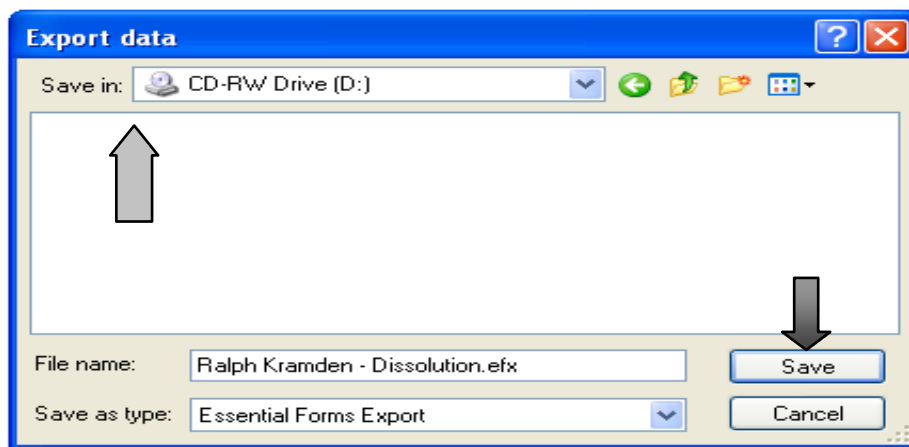 Export data
Save in: CD-RW Drive (D:)
File name: Ralph Kramden - Dissolution.efx Save
Save as type: Essential Forms Export Cancel